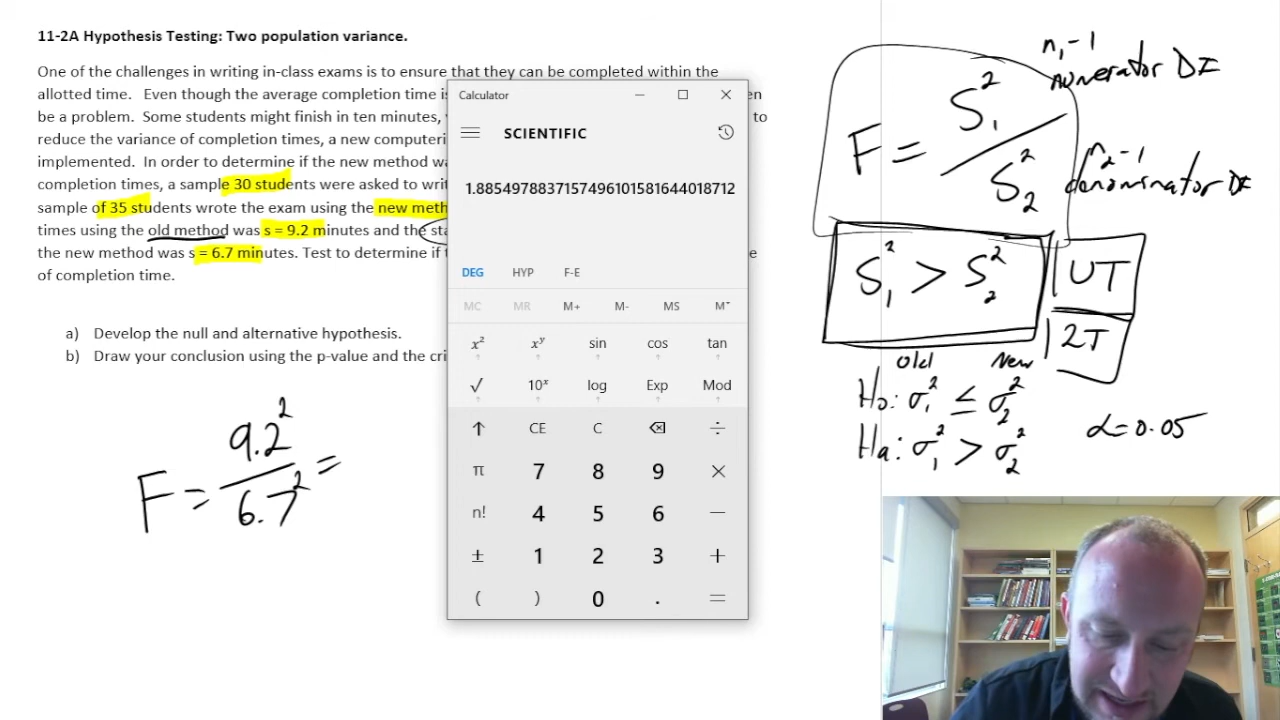 11-2A Hypothesis Testing: Two population variance.
One of the challenges in writing in-class exams is to ensure that they can be completed within the
allotted time. Even though the average completion time is en
be a problem. Some students might finish in ten minutes, to
reduce the variance of completion times, a new computeri
implemented. In order to determine if the new method wa
completion times, a sample 30 students were asked to writ
sample of 35 students wrote the exam using the new meth
times using the old method was s = 9.2 minutes and the sta
the new method was s = 6.7 minutes. Test to determine if t e
of completion time.
a) Develop the null and alternative hypothesis.
b) Draw your conclusion using the p-value and the cri
F = 9.2² / 6.7² =
Calculator
SCIENTIFIC
1.8854978837157496101581644018712
DEG HYP F-E
MC MR M+ M- MS M˅
x² xʸ sin cos tan
√ 10ˣ log Exp Mod
↑ CE C ⌫ ÷
π 7 8 9 ×
n! 4 5 6 −
± 1 2 3 +
( ) 0 . =
n₁-1
numerator DF
F = S₁² / S₂²
n₂-1
denominator DF
S₁² > S₂²
1UT
2T
Old New
Ho: σ₁² ≤ σ₂²
Ha: σ₁² > σ₂²
α=0.05